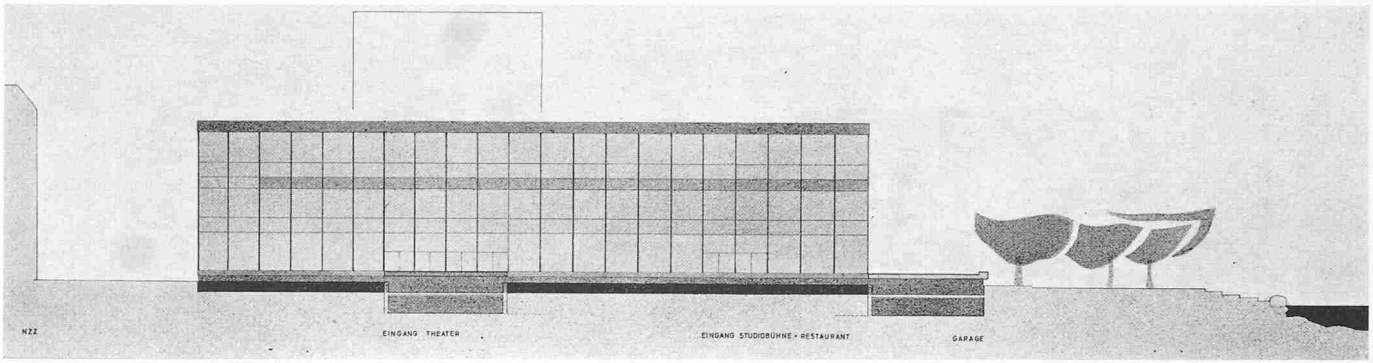 NZZ
EINGANG THEATER
EINGANG STUDIOBÜHNE + RESTAURANT
GARAGE